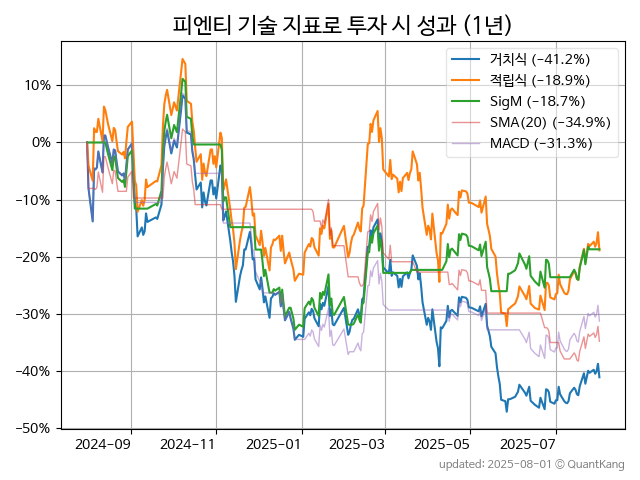 피엔티 기술 지표로 투자 시 성과 (1년)
거치식 (−41.2%)
적립식 (−18.9%)
SigM (−18.7%)
SMA(20) (−34.9%)
MACD (−31.3%)
10%
0%
−10%
−20%
−30%
−40%
−50%
2024-09 2024-11 2025-01 2025-03 2025-05 2025-07
updated: 2025-08-01 © QuantKang